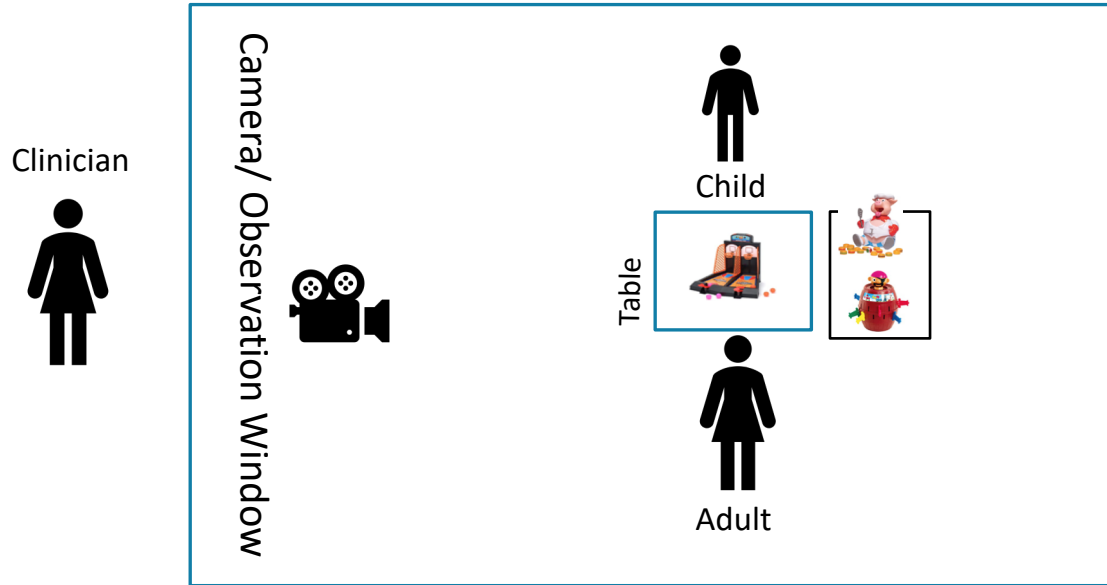 Clinician
Camera/ Observation Window
Child
Table
Adult